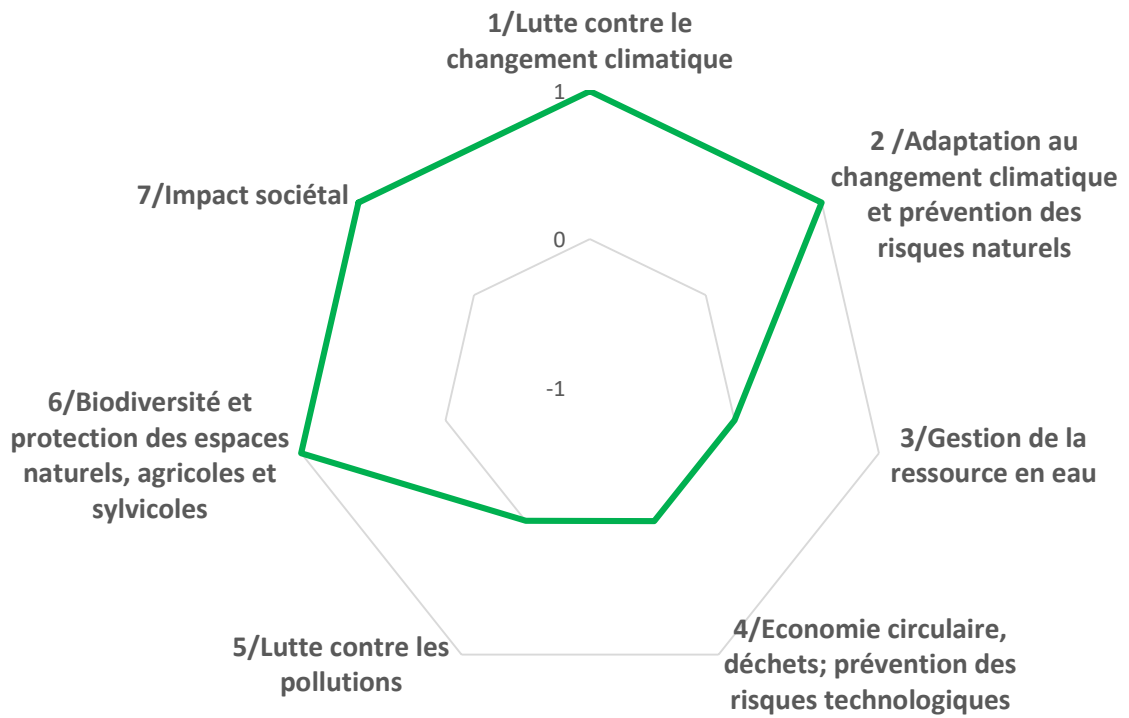 1/Lutte contre le
changement climatique
1
2 /Adaptation au
changement climatique
et prévention des
risques naturels
7/Impact sociétal
0
-1
6/Biodiversité et
protection des espaces
naturels, agricoles et
sylvicoles
3/Gestion de la
ressource en eau
5/Lutte contre les
pollutions
4/Economie circulaire,
déchets; prévention des
risques technologiques